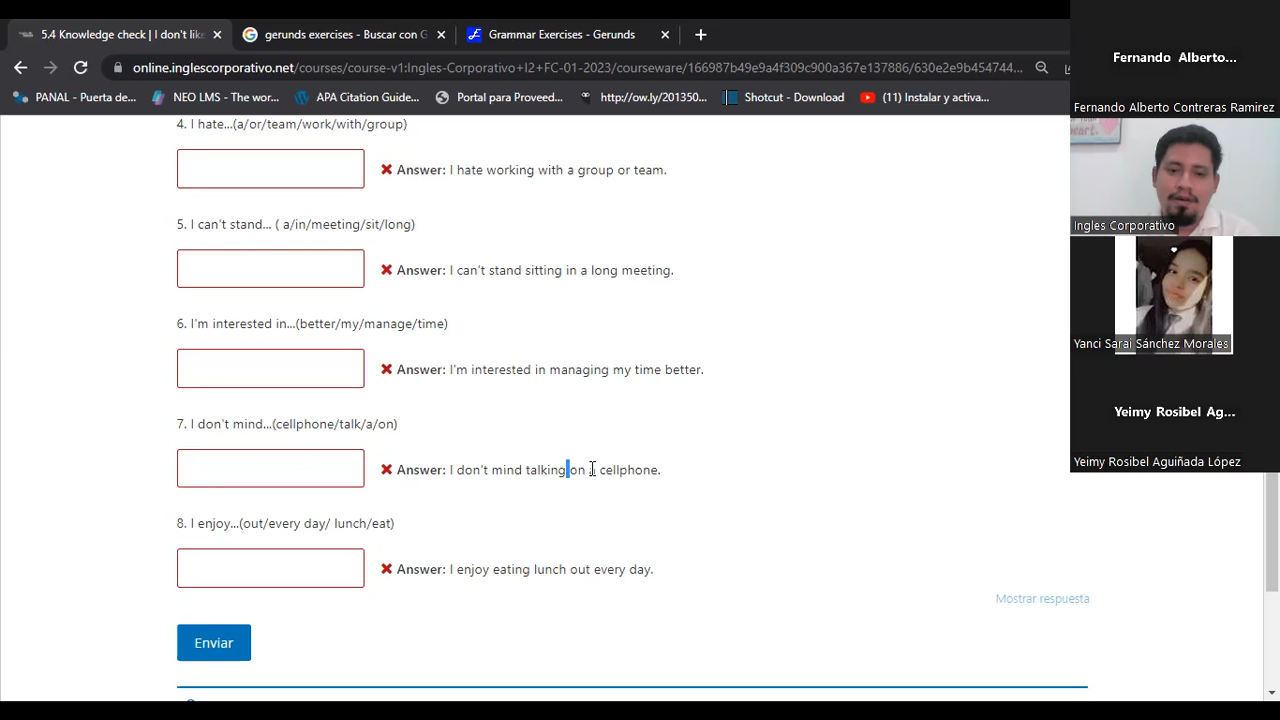 5.4 Knowledge check | I don't like
gerunds exercises - Buscar con G
Grammar Exercises - Gerunds
online.inglescorporativo.net/courses/course-v1:Ingles-Corporativo+I2+FC-01-2023/courseware/166987b49e9a4f309c900a367e137886/630e2e9b454744...
PANAL - Puerta de...
NEO LMS - The wor...
APA Citation Guide...
Portal para Proveed...
http://ow.ly/201350...
Shotcut - Download
(11) Instalar y activa...
4. I hate...(a/or/team/work/with/group)
Answer: I hate working with a group or team.
5. I can't stand... ( a/in/meeting/sit/long)
Answer: I can't stand sitting in a long meeting.
6. I'm interested in...(better/my/manage/time)
Answer: I'm interested in managing my time better.
7. I don't mind...(cellphone/talk/a/on)
Answer: I don't mind talking on a cellphone.
8. I enjoy...(out/every day/ lunch/eat)
Answer: I enjoy eating lunch out every day.
Mostrar respuesta
Enviar
Fernando Alberto...
Fernando Alberto Contreras Ramirez
heart.
Ingles Corporativo
Yanci Sarai Sánchez Morales
Yeimy Rosibel Ag...
Yeimy Rosibel Aguiñada López